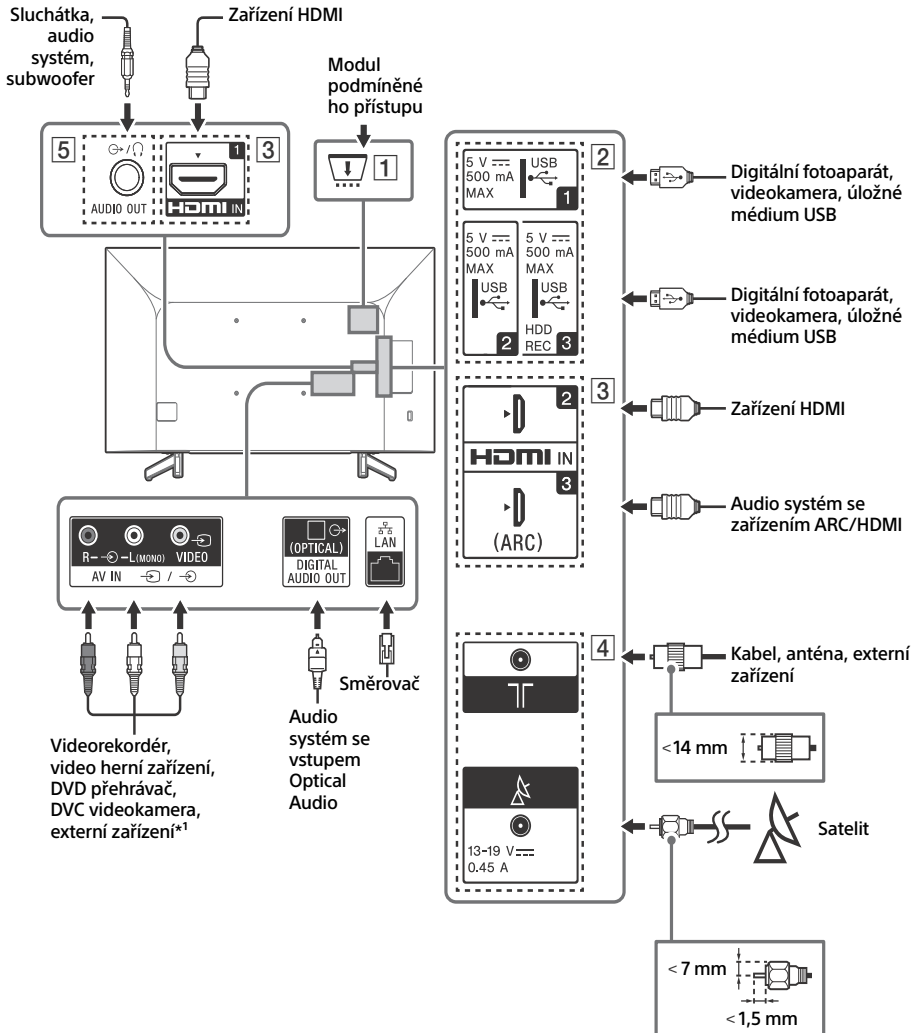 Sluchátka,
audio
systém,
subwoofer
Zařízení HDMI
Modul
podmíněné
ho přístupu
5
AUDIO OUT
1
3
HDMI IN
1
2
5 V
500 mA
MAX
USB
1
Digitální fotoaparát,
videokamera, úložné
médium USB
5 V
500 mA
MAX
USB
2
5 V
500 mA
MAX
USB
HDD
REC 3
Digitální fotoaparát,
videokamera, úložné
médium USB
3
2
HDMI IN
3
(ARC)
Zařízení HDMI
Audio systém se
zařízením ARC/HDMI
R- -L(MONO) VIDEO
AV IN /
(OPTICAL)
DIGITAL
AUDIO OUT
LAN
Směrovač
Audio
systém se
vstupem
Optical
Audio
Videorekordér,
video herní zařízení,
DVD přehrávač,
DVC videokamera,
externí zařízení*1
4
Kabel, anténa, externí
zařízení
<14 mm
13-19 V
0.45 A
Satelit
<7 mm
<1,5 mm